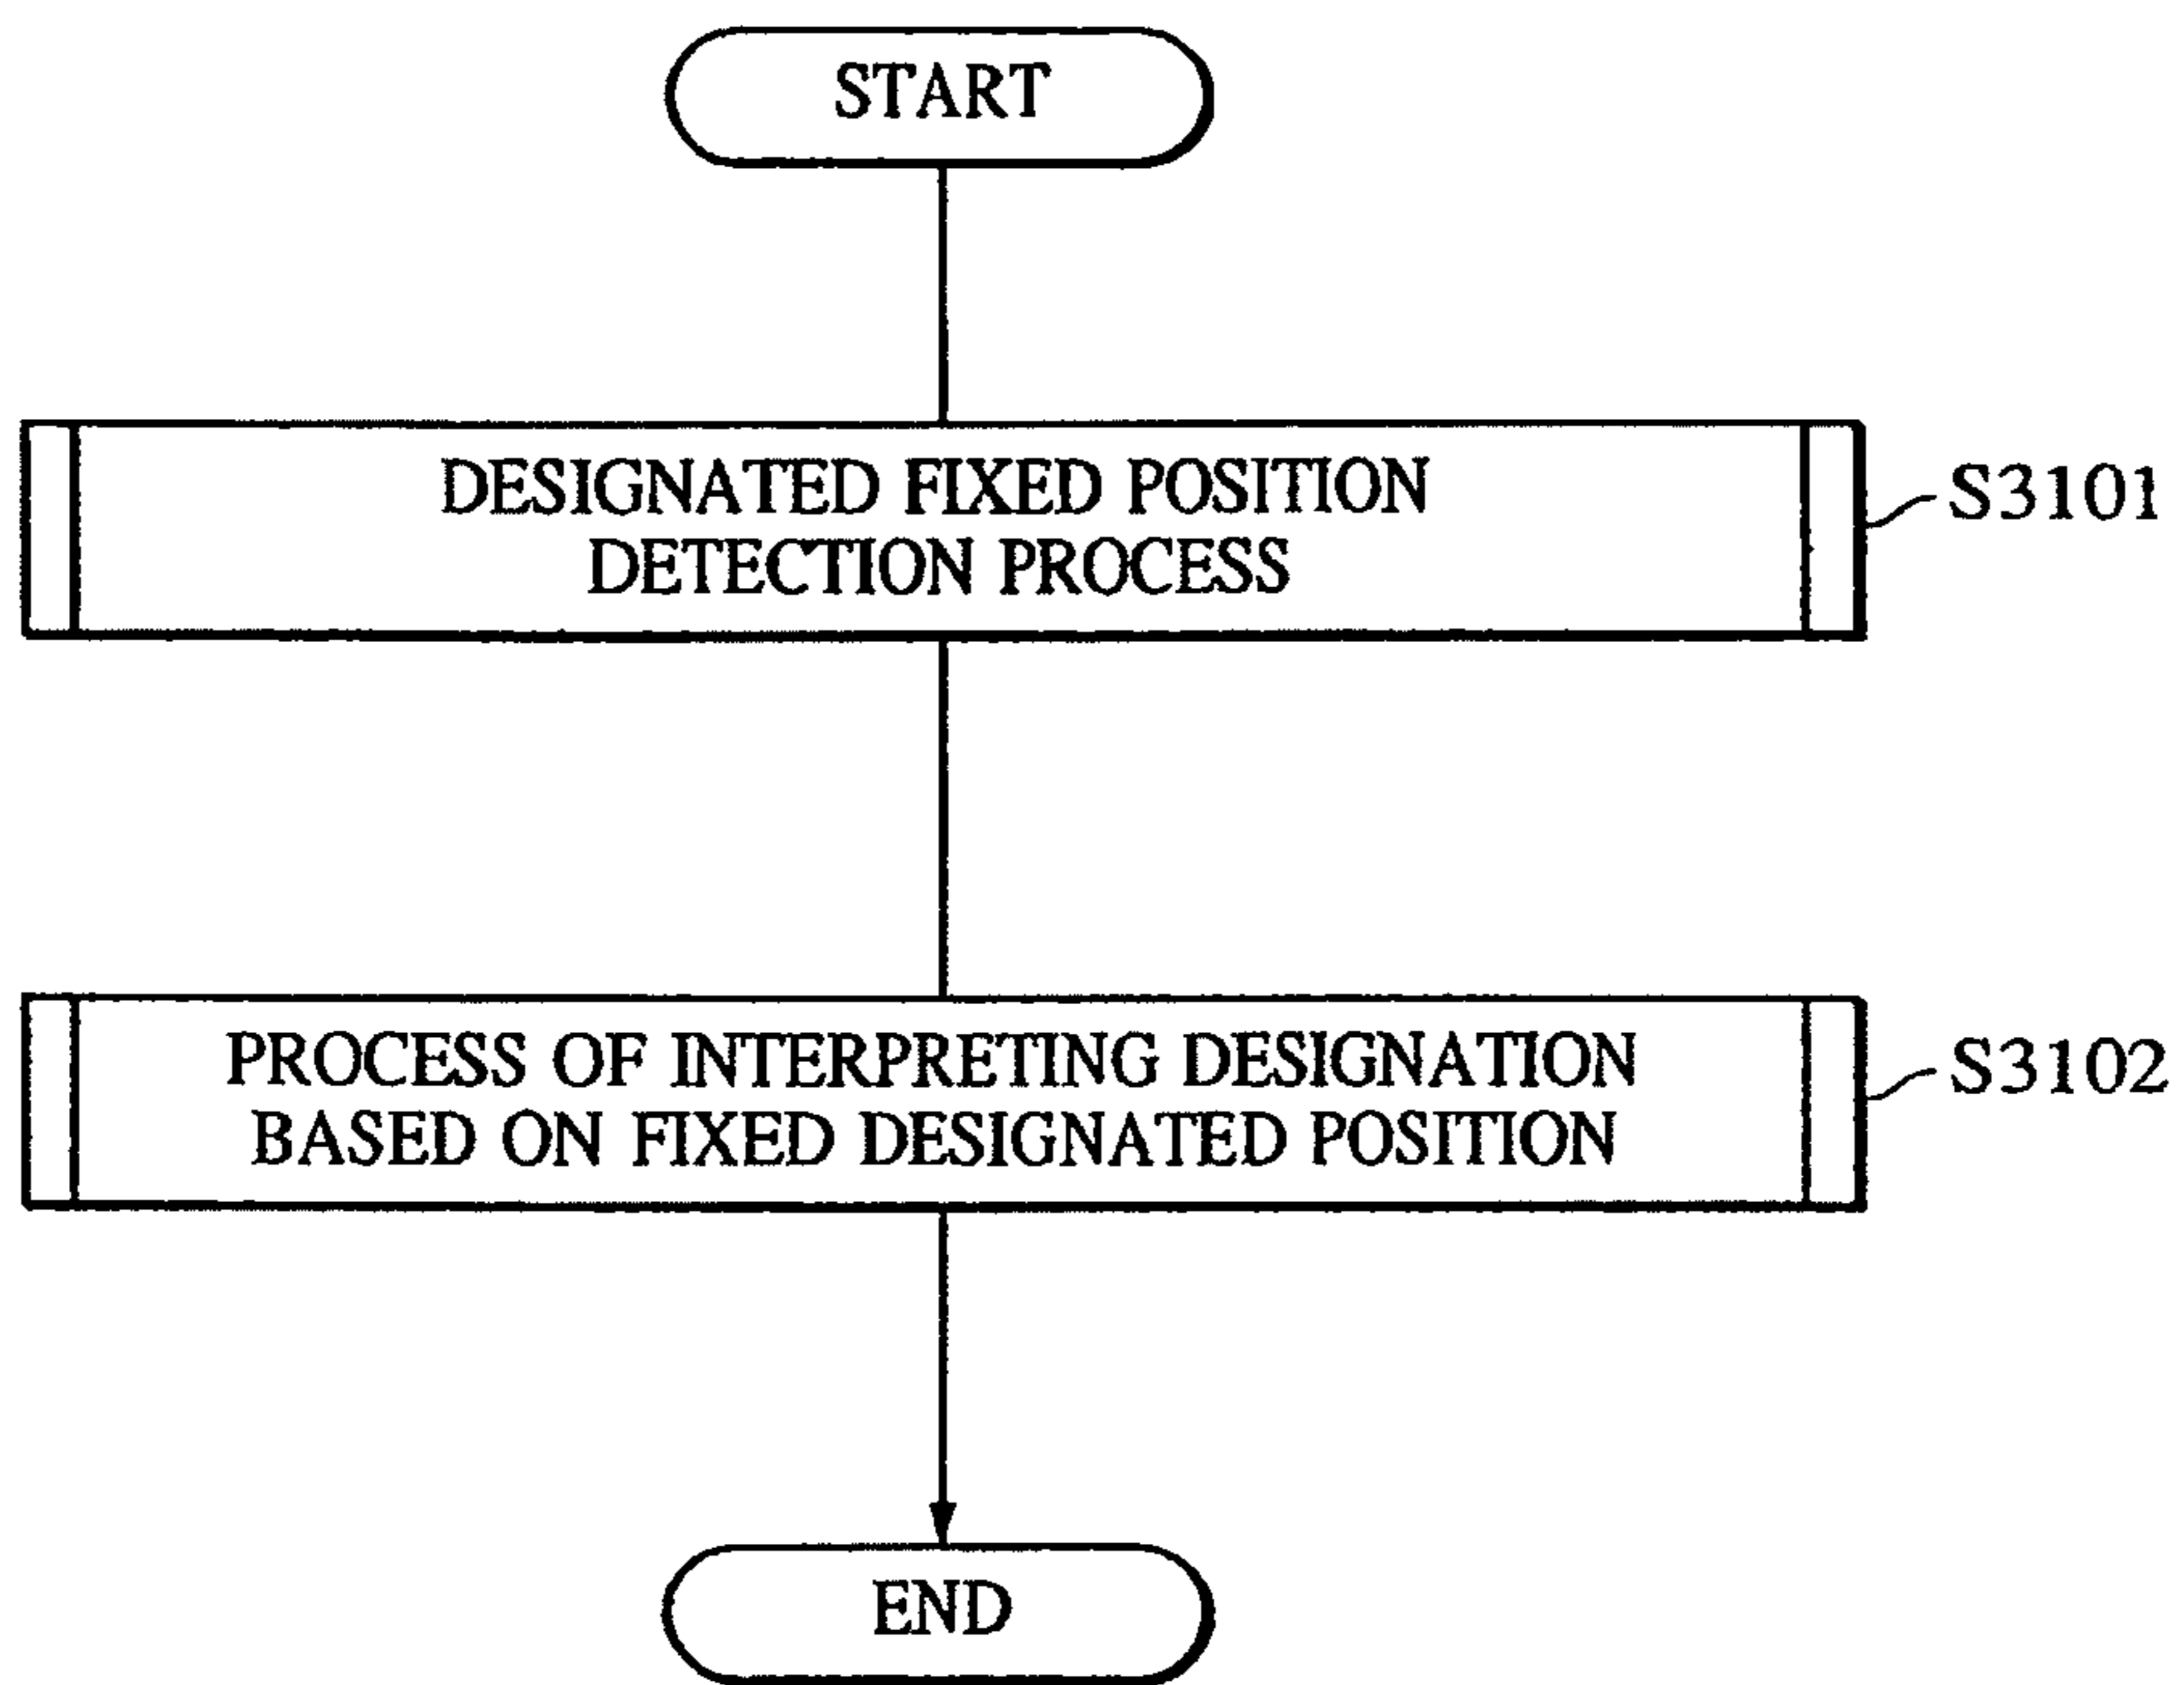 START
DESIGNATED FIXED POSITION
DETECTION PROCESS
S3101
PROCESS OF INTERPRETING DESIGNATION
BASED ON FIXED DESIGNATED POSITION
S3102
END